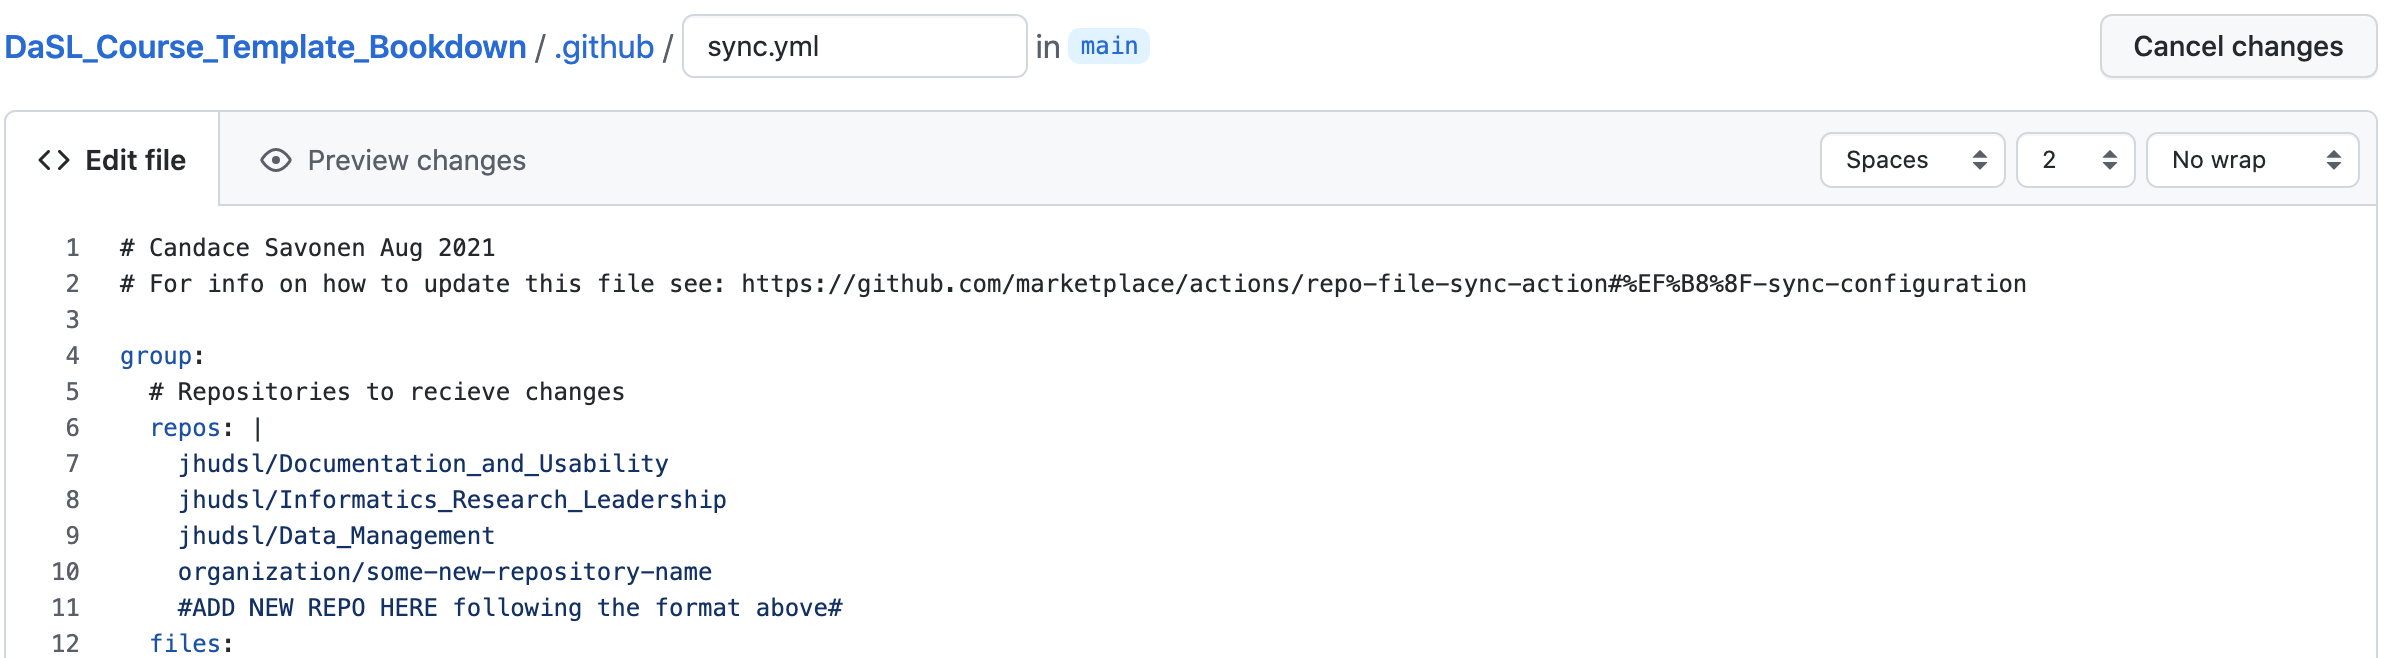 DaSL_Course_Template_Bookdown / .github / sync.yml in main Cancel changes
<> Edit file Preview changes Spaces 2 No wrap
1 # Candace Savonen Aug 2021
2 # For info on how to update this file see: https://github.com/marketplace/actions/repo-file-sync-action#%EF%B8%8F-sync-configuration
3
4 group:
5 # Repositories to recieve changes
6 repos: |
7 jhudsl/Documentation_and_Usability
8 jhudsl/Informatics_Research_Leadership
9 jhudsl/Data_Management
10 organization/some-new-repository-name
11 #ADD NEW REPO HERE following the format above#
12 files: